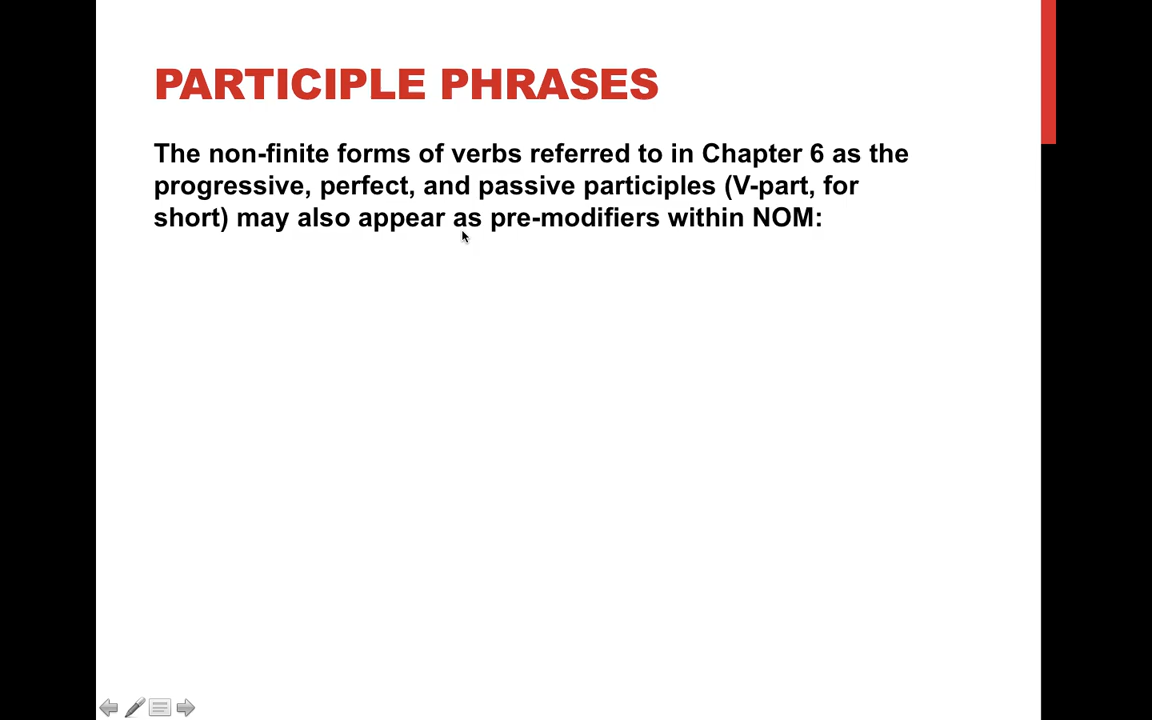 PARTICIPLE PHRASES
The non-finite forms of verbs referred to in Chapter 6 as the
progressive, perfect, and passive participles (V-part, for
short) may also appear as pre-modifiers within NOM: